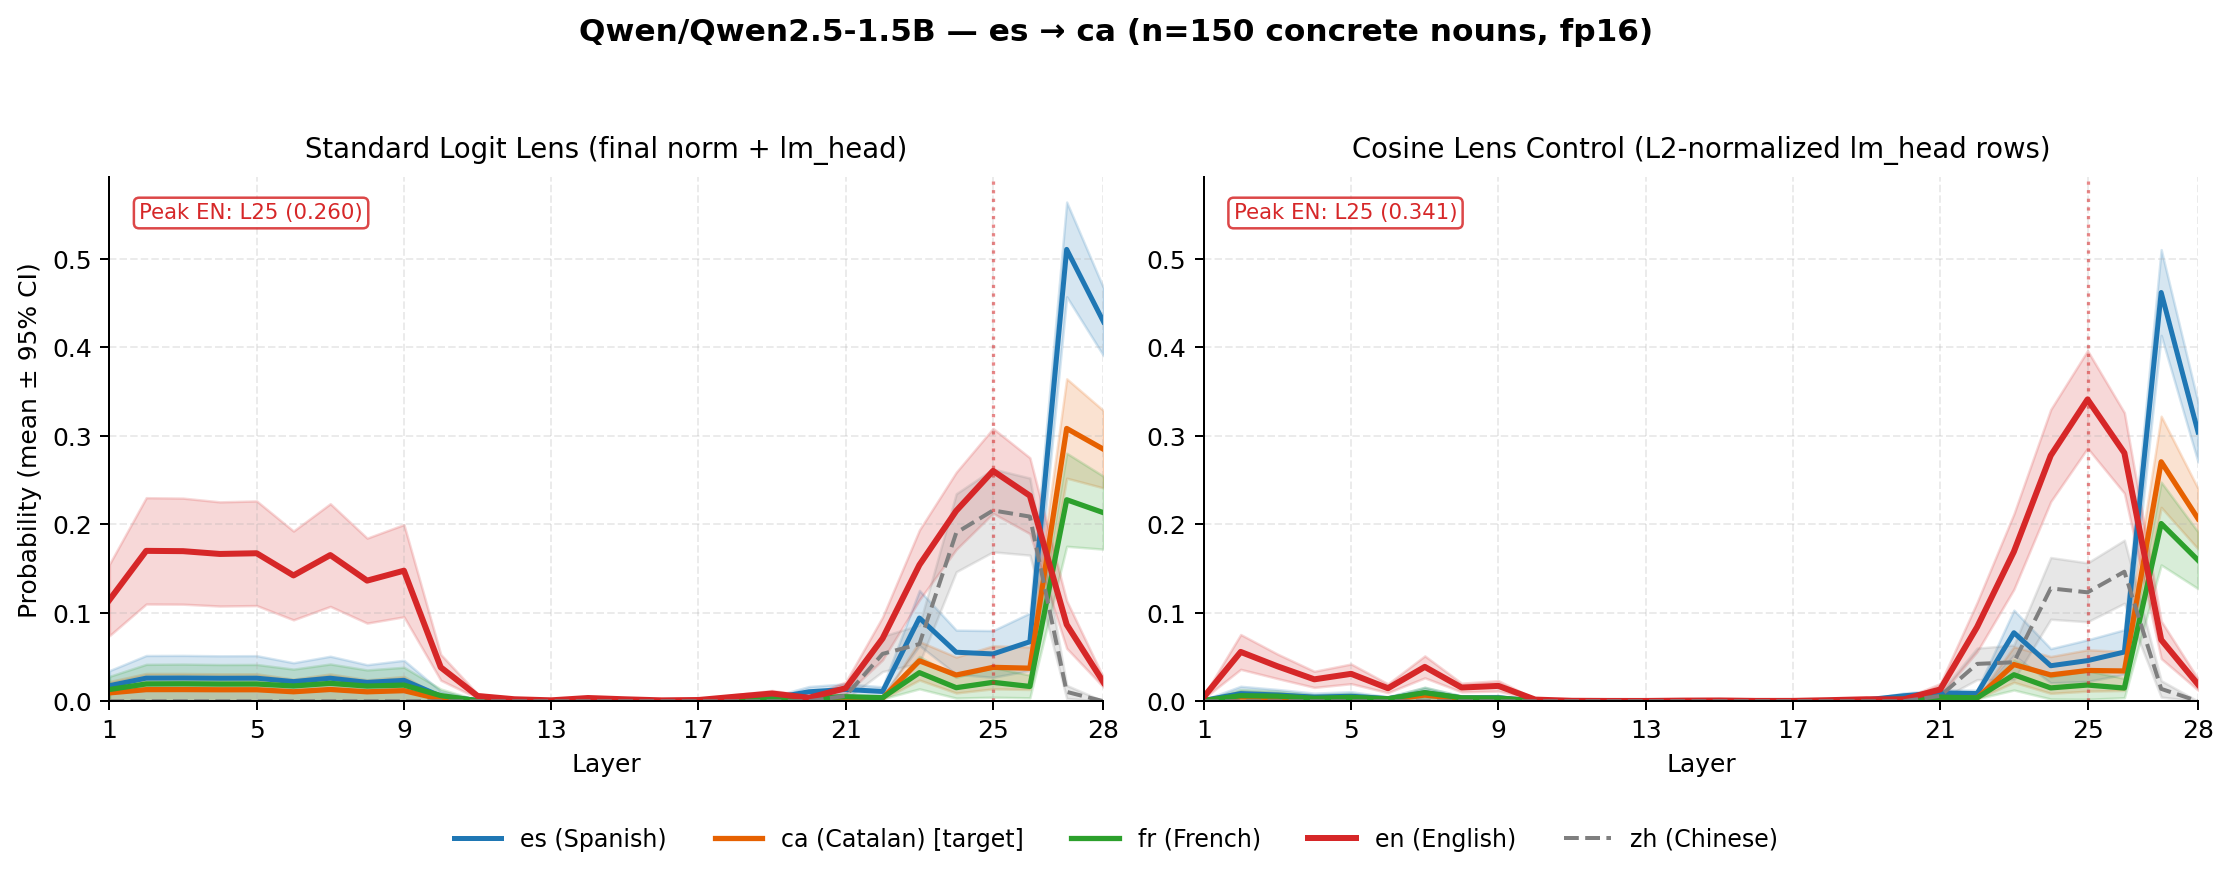 Qwen/Qwen2.5-1.5B — es → ca (n=150 concrete nouns, fp16)
Standard Logit Lens (final norm + lm_head)
Peak EN: L25 (0.260)
Probability (mean ± 95% CI)
0.5
0.4
0.3
0.2
0.1
0.0
1 5 9 13 17 21 25 28
Layer
Cosine Lens Control (L2-normalized lm_head rows)
Peak EN: L25 (0.341)
0.5
0.4
0.3
0.2
0.1
0.0
1 5 9 13 17 21 25 28
Layer
es (Spanish) ca (Catalan) [target] fr (French) en (English) zh (Chinese)